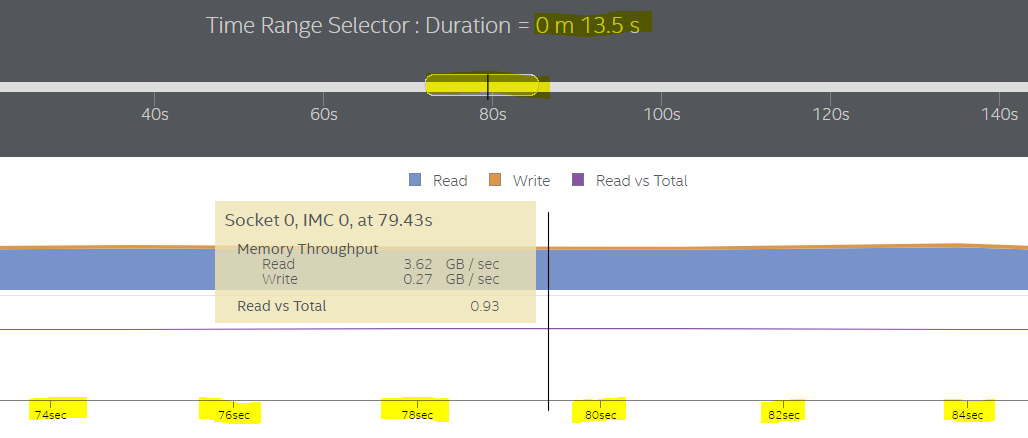 Time Range Selector : Duration = 0 m 13.5 s
40s 60s 80s 100s 120s 140s
Read Write Read vs Total
Socket 0, IMC 0, at 79.43s
Memory Throughput
Read 3.62 GB / sec
Write 0.27 GB / sec
Read vs Total 0.93
74sec 76sec 78sec 80sec 82sec 84sec